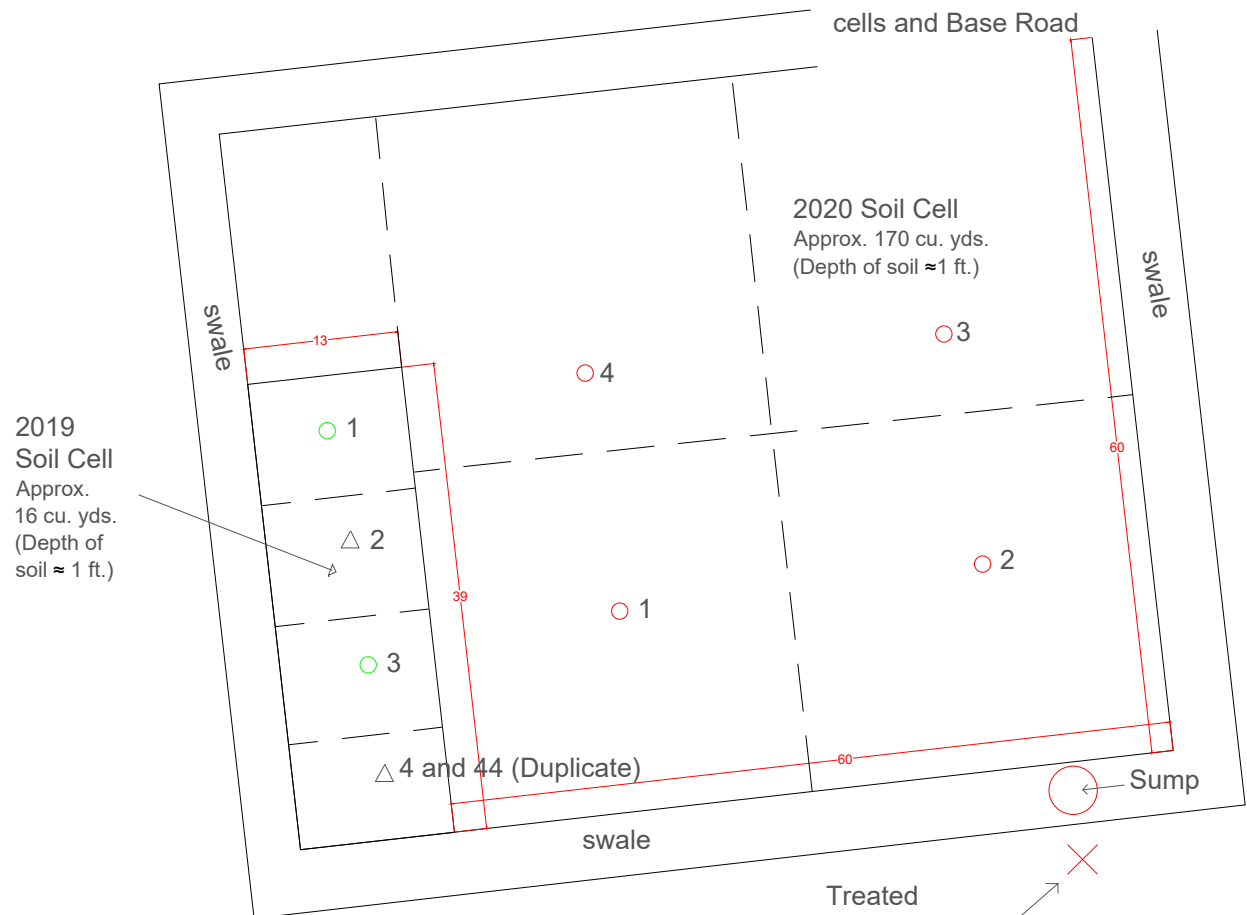 cells and Base Road
2020 Soil Cell
Approx. 170 cu. yds.
(Depth of soil ≈1 ft.)
swale
swale
13
3
4
1
2019
Soil Cell
Approx.
16 cu. yds.
(Depth of
soil ≈ 1 ft.)
60
2
2
39
1
3
4 and 44 (Duplicate)
60
Sump
swale
Treated